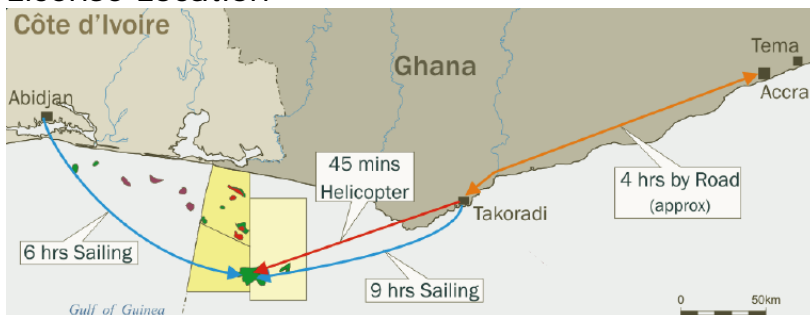 Côte d’Ivoire
Tema
Ghana
Accra
Abidjan
45 mins
Helicopter
4 hrs by Road
(approx)
Takoradi
6 hrs Sailing
9 hrs Sailing
Gulf of Guinea
0 50km